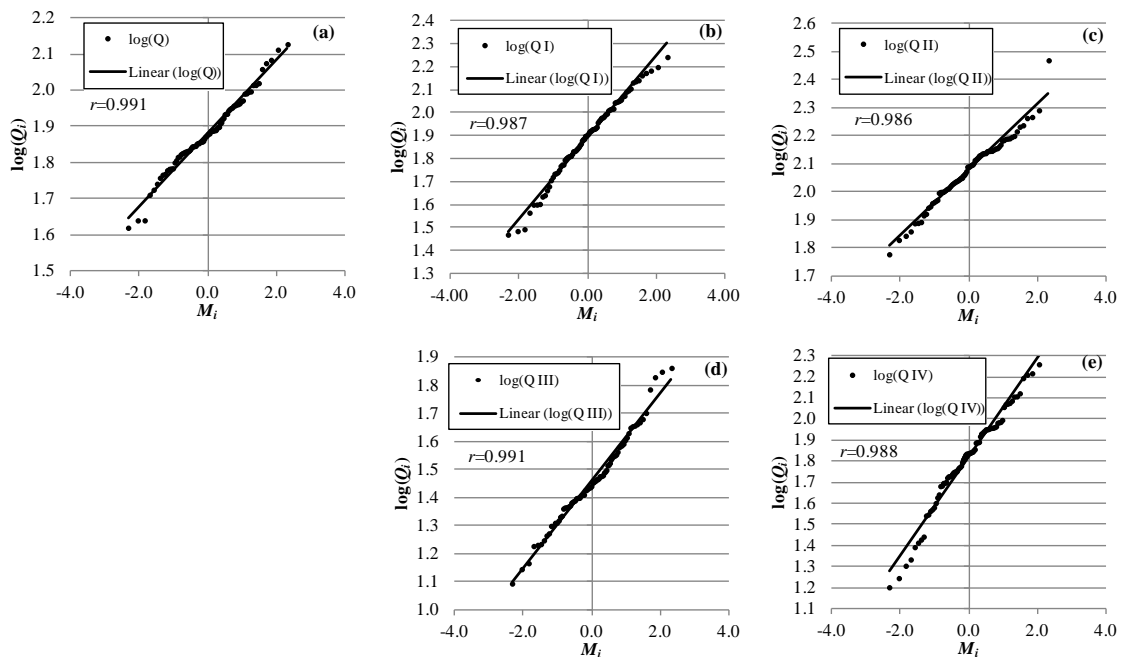 (a)
log(Q)
Linear (log(Q))
r=0.991
log(Qi)
2.2
2.1
2.0
1.9
1.8
1.7
1.6
1.5
-4.0 -2.0 0.0 2.0 4.0
Mi
(b)
log(Q I)
Linear (log(Q I))
r=0.987
log(Qi)
2.4
2.3
2.2
2.1
2.0
1.9
1.8
1.7
1.6
1.5
1.4
1.3
-4.0 -2.0 0.0 2.00 4.00
Mi
(c)
log(Q II)
Linear (log(Q II))
r=0.986
log(Qi)
2.6
2.5
2.4
2.3
2.2
2.1
2.0
1.9
1.8
1.7
-4.0 -2.0 0.0 2.0 4.0
Mi
(d)
log(Q III)
Linear (log(Q III))
r=0.991
log(Qi)
1.9
1.8
1.7
1.6
1.5
1.4
1.3
1.2
1.1
1.0
-4.0 -2.0 0.0 2.0 4.0
Mi
(e)
log(Q IV)
Linear (log(Q IV))
r=0.988
log(Qi)
2.3
2.2
2.1
2.0
1.9
1.8
1.7
1.6
1.5
1.4
1.3
1.2
1.1
-4.0 -2.0 0.0 2.0 4.0
Mi